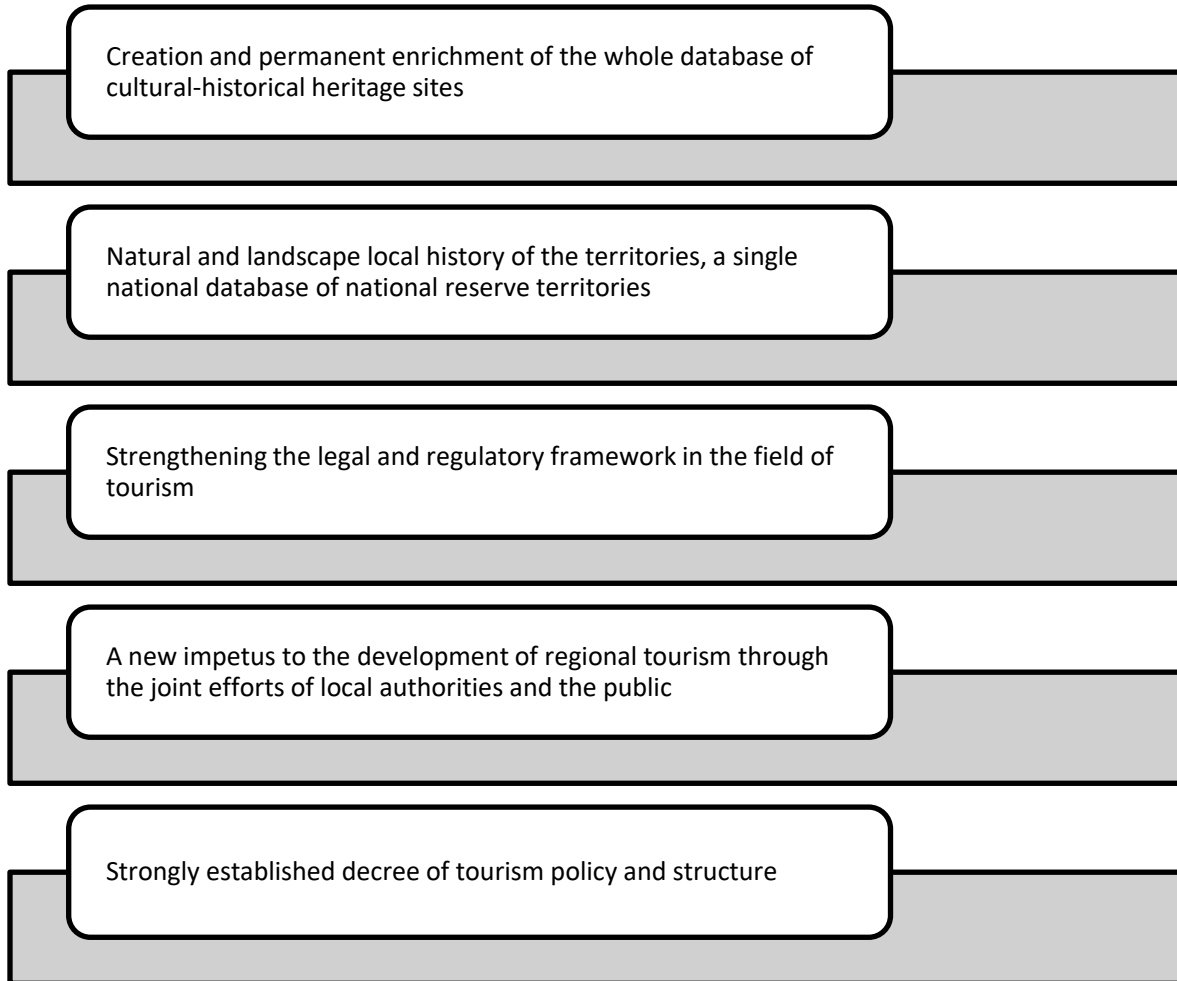 Creation and permanent enrichment of the whole database of
cultural-historical heritage sites
Natural and landscape local history of the territories, a single
national database of national reserve territories
Strengthening the legal and regulatory framework in the field of
tourism
A new impetus to the development of regional tourism through
the joint efforts of local authorities and the public
Strongly established decree of tourism policy and structure